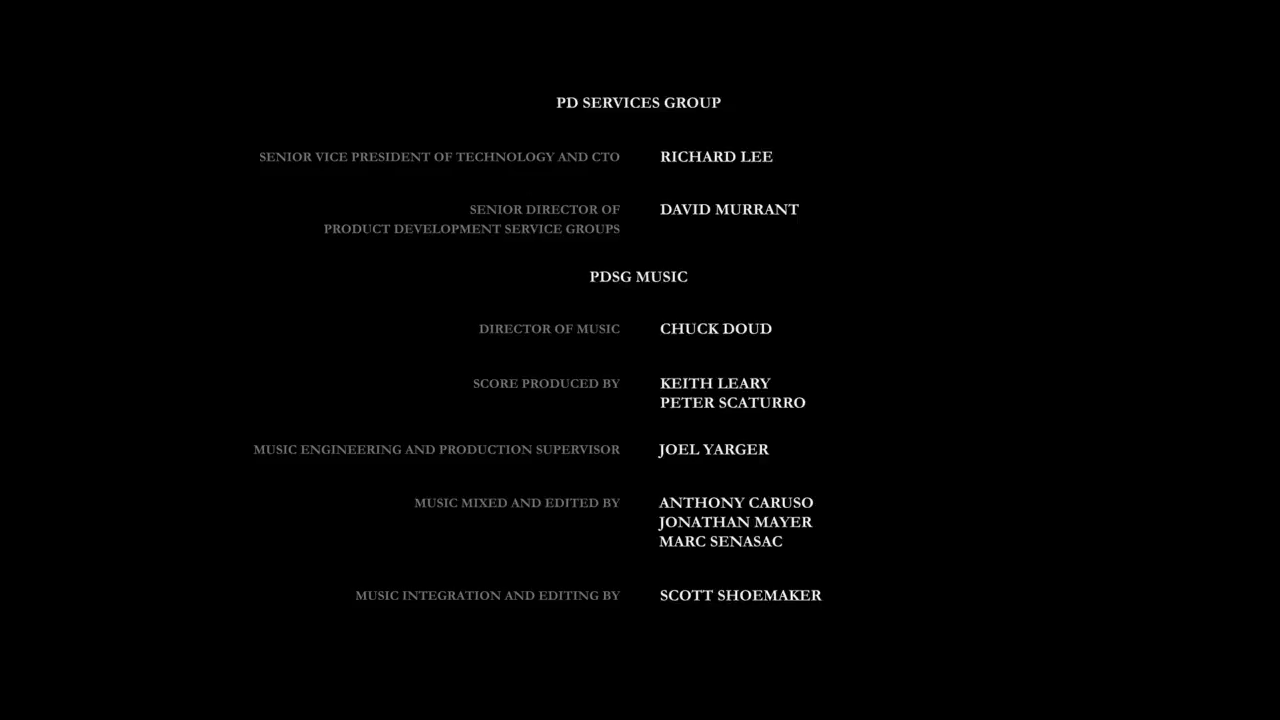 PD SERVICES GROUP
SENIOR VICE PRESIDENT OF TECHNOLOGY AND CTO RICHARD LEE
SENIOR DIRECTOR OF DAVID MURRANT
PRODUCT DEVELOPMENT SERVICE GROUPS
PDSG MUSIC
DIRECTOR OF MUSIC CHUCK DOUD
SCORE PRODUCED BY KEITH LEARY
PETER SCATURRO
MUSIC ENGINEERING AND PRODUCTION SUPERVISOR JOEL YARGER
MUSIC MIXED AND EDITED BY ANTHONY CARUSO
JONATHAN MAYER
MARC SENASAC
MUSIC INTEGRATION AND EDITING BY SCOTT SHOEMAKER